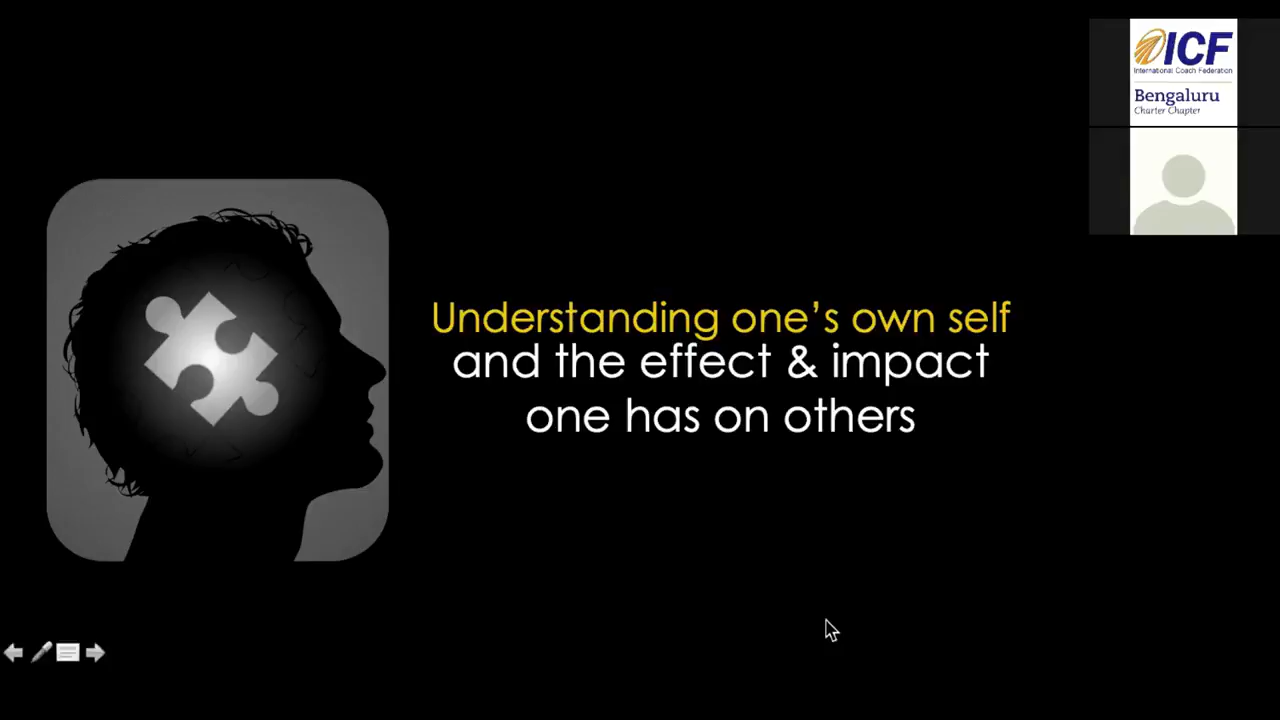 ICF
International Coach Federation
Bengaluru
Charter Chapter
Understanding one's own self
and the effect & impact
one has on others